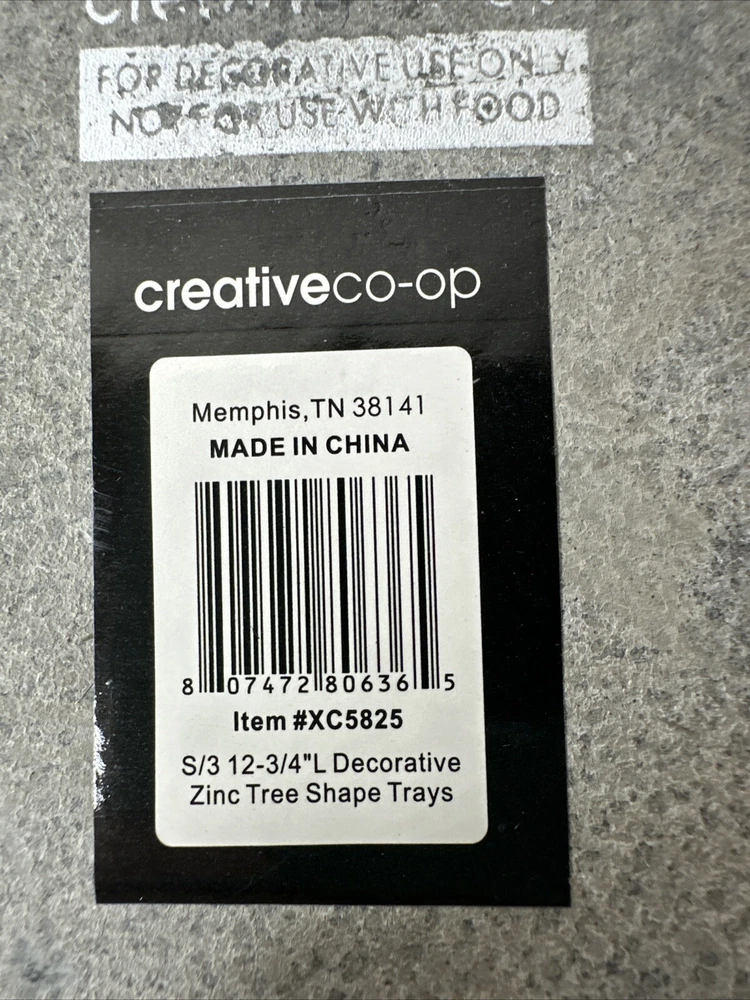 FOR DECORATIVE USE ONLY
NOT FOR USE WITH FOOD
creativeco-op
Memphis,TN 38141
MADE IN CHINA
8 07472 80636 5
Item #XC5825
S/3 12-3/4"L Decorative
Zinc Tree Shape Trays